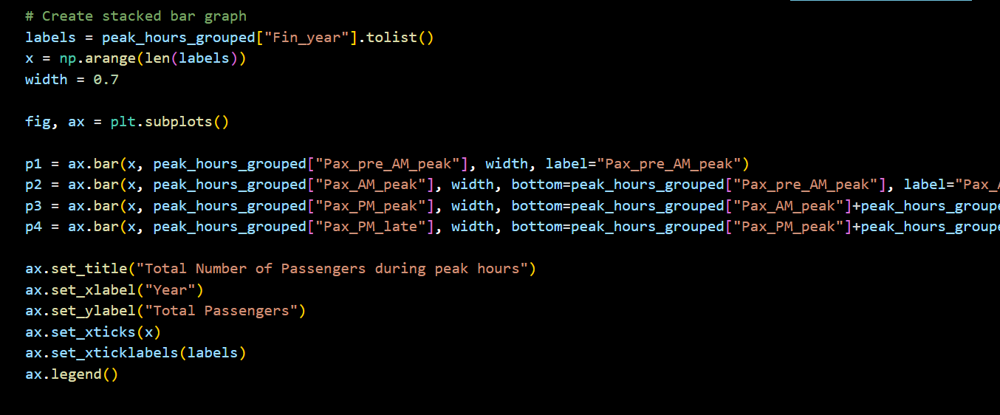 # Create stacked bar graph
labels = peak_hours_grouped["Fin_year"].tolist()
x = np.arange(len(labels))
width = 0.7
fig, ax = plt.subplots()
p1 = ax.bar(x, peak_hours_grouped["Pax_pre_AM_peak"], width, label="Pax_pre_AM_peak")
p2 = ax.bar(x, peak_hours_grouped["Pax_AM_peak"], width, bottom=peak_hours_grouped["Pax_pre_AM_peak"], label="Pax_
p3 = ax.bar(x, peak_hours_grouped["Pax_PM_peak"], width, bottom=peak_hours_grouped["Pax_AM_peak"]+peak_hours_groupe
p4 = ax.bar(x, peak_hours_grouped["Pax_PM_late"], width, bottom=peak_hours_grouped["Pax_PM_peak"]+peak_hours_groupe
ax.set_title("Total Number of Passengers during peak hours")
ax.set_xlabel("Year")
ax.set_ylabel("Total Passengers")
ax.set_xticks(x)
ax.set_xticklabels(labels)
ax.legend()